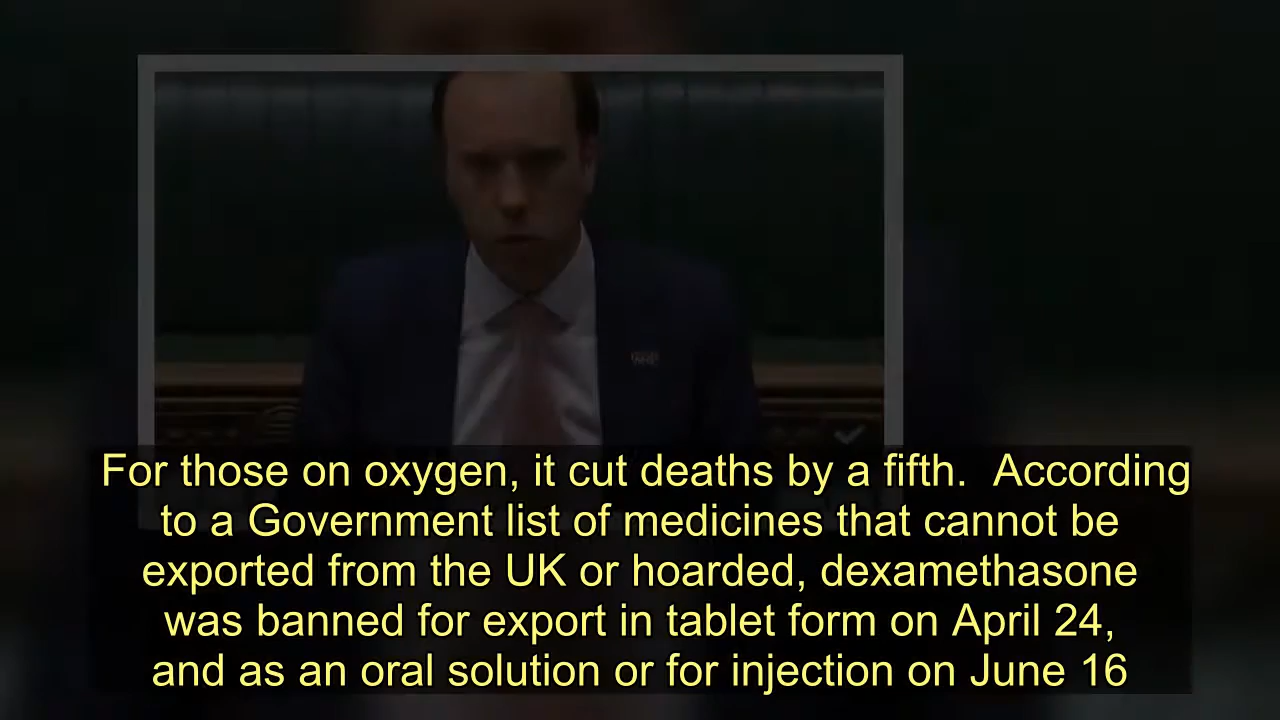 For those on oxygen, it cut deaths by a fifth.  According
to a Government list of medicines that cannot be
exported from the UK or hoarded, dexamethasone
was banned for export in tablet form on April 24,
and as an oral solution or for injection on June 16